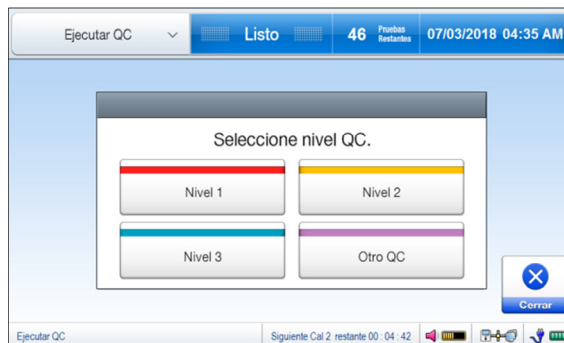 Ejecutar QC
Listo
46 Pruebas Restantes
07/03/2018 04:35 AM
Seleccione nivel QC.
Nivel 1
Nivel 2
Nivel 3
Otro QC
Cerrar
Ejecutar QC
Siguiente Cal 2 restante 00 : 04 : 42